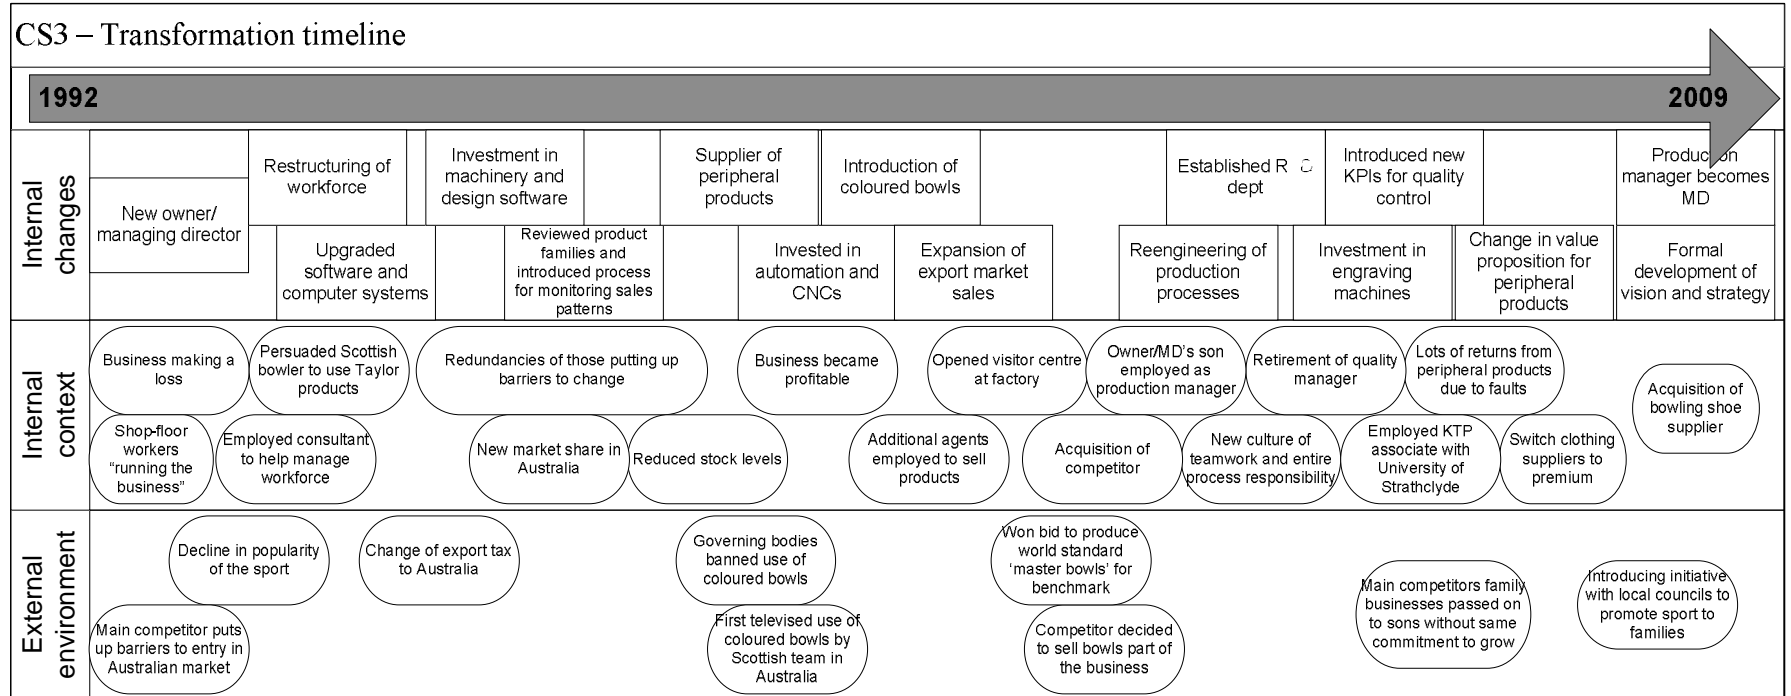 CS3 – Transformation timeline
1992
2009
Internal
changes
New owner/
managing director
Restructuring of
workforce
Upgraded
software and
computer systems
Investment in
machinery and
design software
Reviewed product
families and
introduced process
for monitoring sales
patterns
Supplier of
peripheral
products
Invested in
automation and
CNCs
Introduction of
coloured bowls
Expansion of
export market
sales
Reengineering of
production
processes
Established R
dept
Investment in
engraving
machines
Introduced new
KPIs for quality
control
Change in value
proposition for
peripheral
products
Production
manager becomes
MD
Formal
development of
vision and strategy
Internal
context
Business making a
loss
Shop-floor
workers
“running the
business”
Persuaded Scottish
bowler to use Taylor
products
Employed consultant
to help manage
workforce
Redundancies of those putting up
barriers to change
New market share in
Australia
Reduced stock levels
Business became
profitable
Additional agents
employed to sell
products
Opened visitor centre
at factory
Acquisition of
competitor
Owner/MD’s son
employed as
production manager
New culture of
teamwork and entire
process responsibility
Retirement of quality
manager
Employed KTP
associate with
University of
Strathclyde
Lots of returns from
peripheral products
due to faults
Switch clothing
suppliers to
premium
Acquisition of
bowling shoe
supplier
External
environment
Main competitor puts
up barriers to entry in
Australian market
Decline in popularity
of the sport
Change of export tax
to Australia
Governing bodies
banned use of
coloured bowls
First televised use of
coloured bowls by
Scottish team in
Australia
Won bid to produce
world standard
‘master bowls’ for
benchmark
Competitor decided
to sell bowls part of
the business
Main competitors family
businesses passed on
to sons without same
commitment to grow
Introducing initiative
with local councils to
promote sport to
families